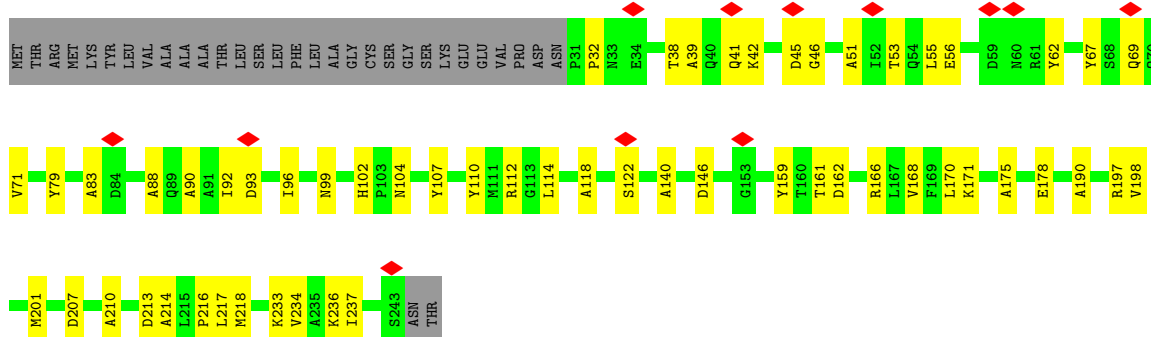 MET THR ARG MET LYS TYR LEU VAL ALA ALA ALA THR LEU SER LEU PHE LEU ALA GLY CYS SER GLY SER LYS GLU GLU VAL PRO ASP ASN P31 P32 N33 E34 T38 A39 Q40 Q41 K42 D45 G46 A51 I52 T53 Q54 L55 E56 D59 N60 R61 Y62 Y67 S68 Q69
V71 Y79 A83 D84 A88 Q89 A90 A91 I92 D93 I96 N99 H102 P103 N104 Y107 Y110 M111 R112 G113 L114 A118 S122 A140 D146 G153 Y159 T160 T161 D162 R166 L167 V168 F169 L170 K171 A175 E178 A190 R197 V198
M201 D207 A210 D213 A214 L215 P216 L217 M218 K233 V234 A235 K236 I237 S243 ASN THR